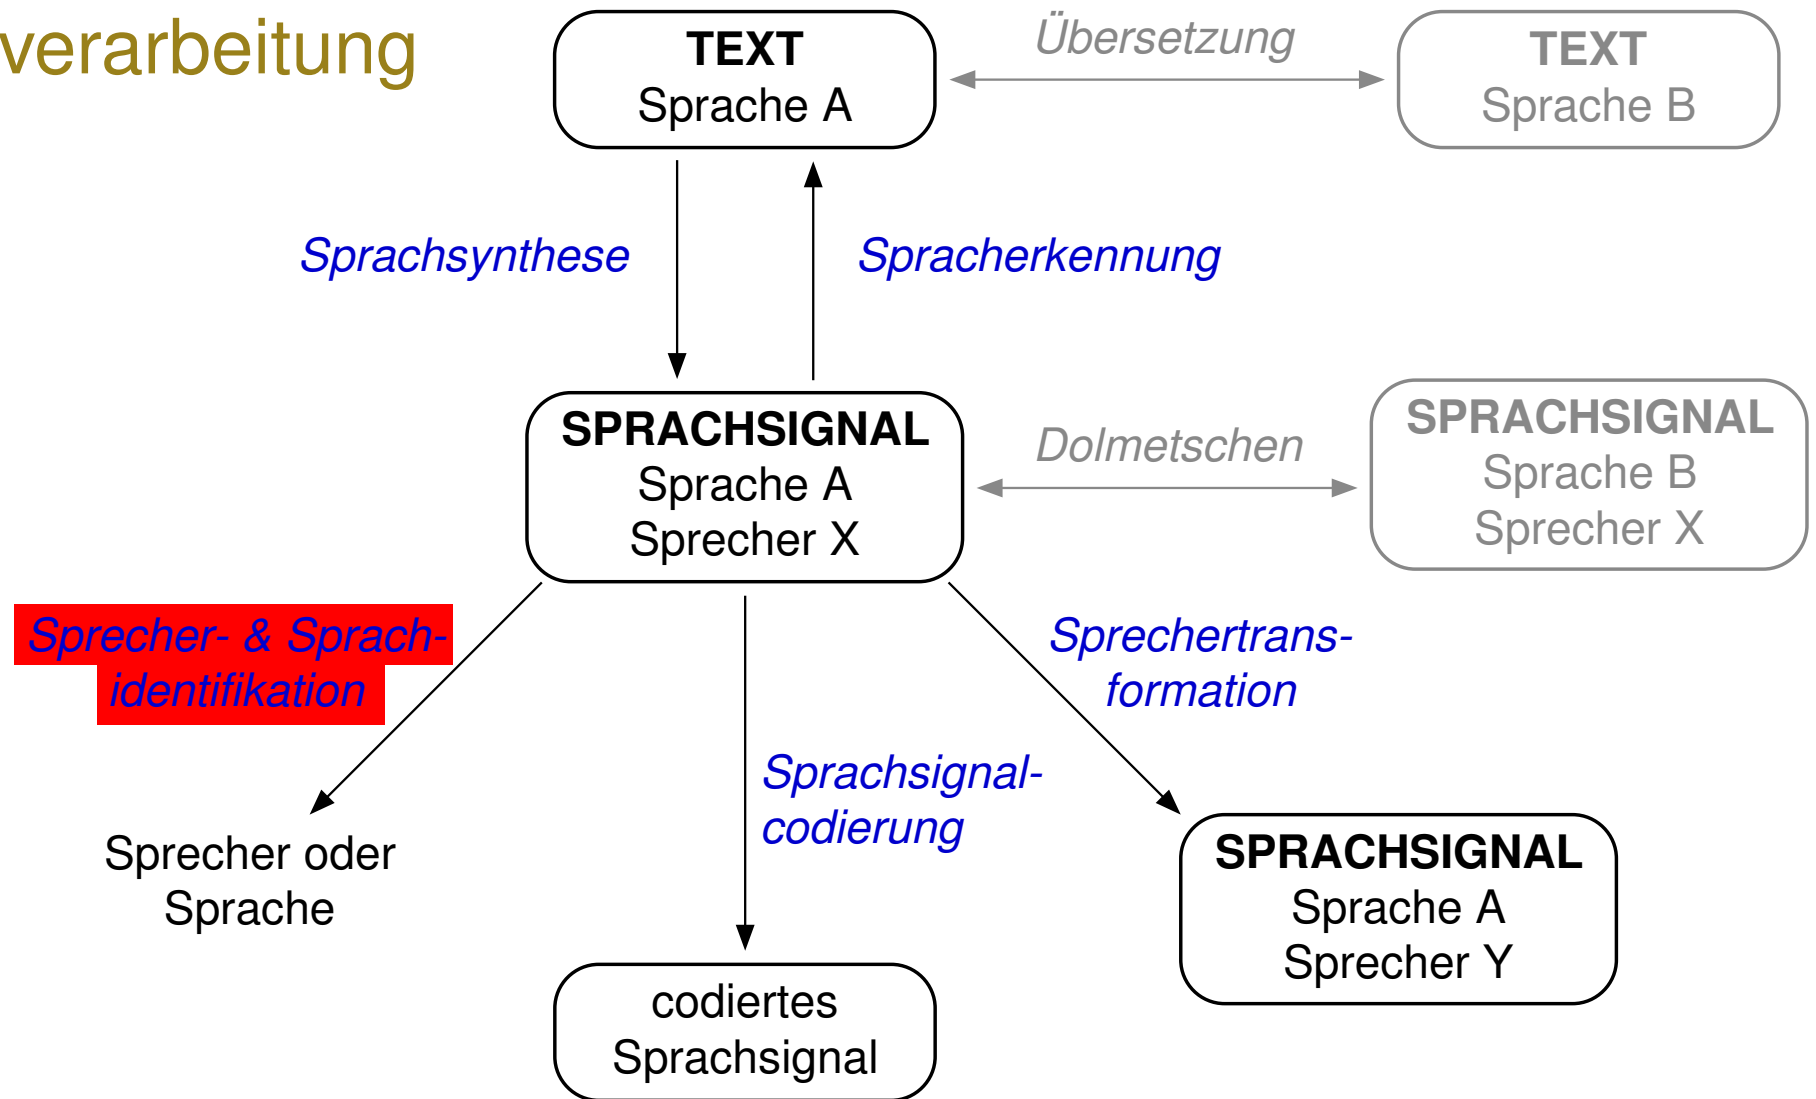 verarbeitung
TEXT
Sprache A
Übersetzung
TEXT
Sprache B
Sprachsynthese
Spracherkennung
SPRACHSIGNAL
Sprache A
Sprecher X
Dolmetschen
SPRACHSIGNAL
Sprache B
Sprecher X
Sprecher- & Sprach-
identifikation
Sprechertrans-
formation
Sprachsignal-
codierung
Sprecher oder
Sprache
SPRACHSIGNAL
Sprache A
Sprecher Y
codiertes
Sprachsignal